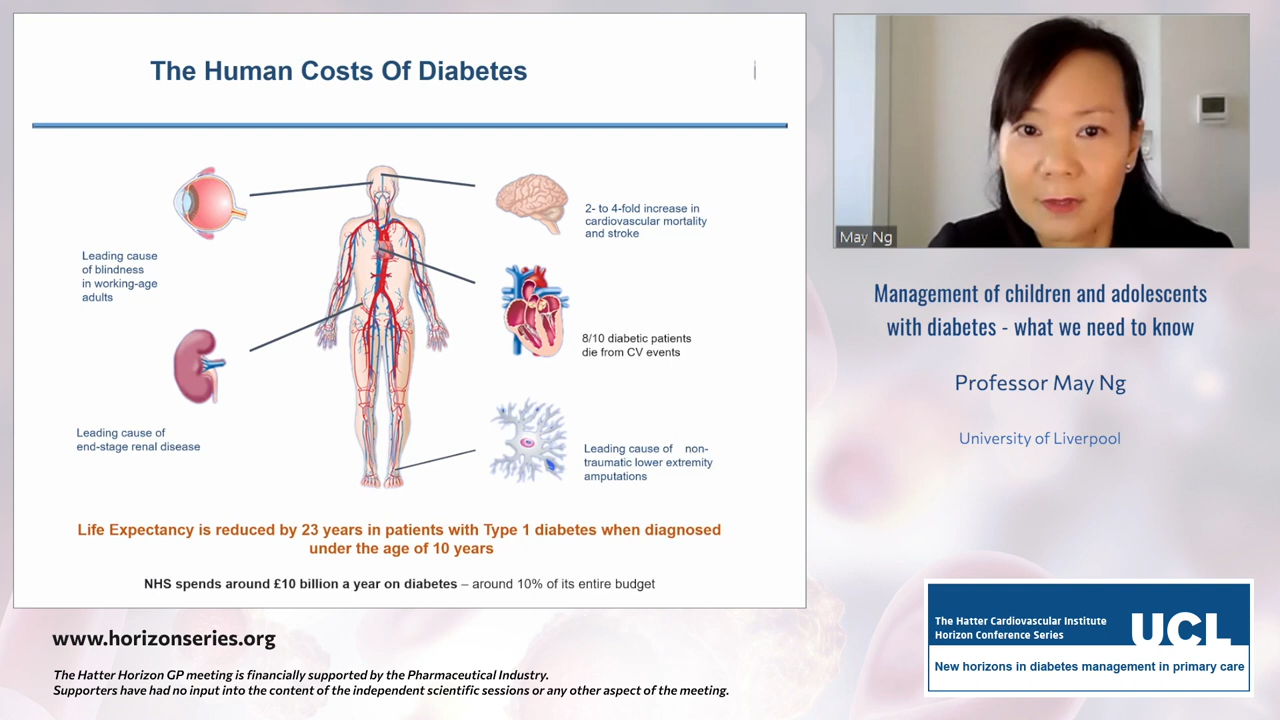 The Human Costs Of Diabetes
Leading cause
of blindness
in working-age
adults
2- to 4-fold increase in
cardiovascular mortality
and stroke
8/10 diabetic patients
die from CV events
Leading cause of
end-stage renal disease
Leading cause of non-
traumatic lower extremity
amputations
Life Expectancy is reduced by 23 years in patients with Type 1 diabetes when diagnosed
under the age of 10 years
NHS spends around £10 billion a year on diabetes – around 10% of its entire budget
May Ng
Management of children and adolescents
with diabetes - what we need to know
Professor May Ng
University of Liverpool
www.horizonseries.org
The Hatter Horizon GP meeting is financially supported by the Pharmaceutical Industry.
Supporters have had no input into the content of the independent scientific sessions or any other aspect of the meeting.
The Hatter Cardiovascular Institute
Horizon Conference Series
UCL
New horizons in diabetes management in primary care